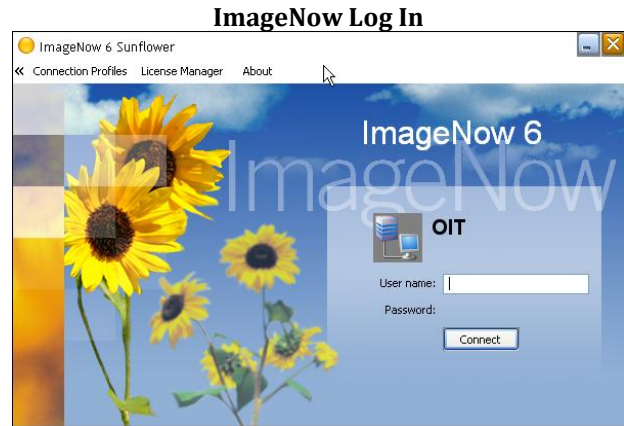 ImageNow Log In
ImageNow 6 Sunflower
« Connection Profiles License Manager About
ImageNow 6
ImageNow
OIT
User name:
Password:
Connect